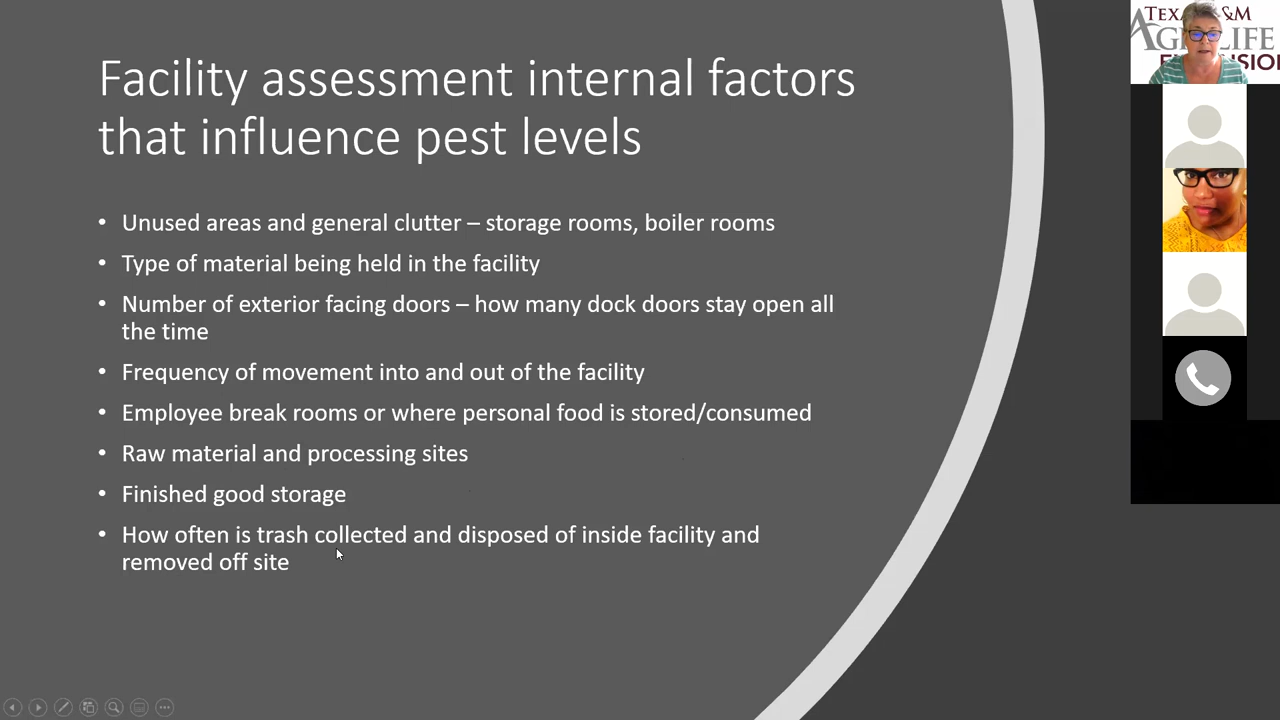 Facility assessment internal factors
that influence pest levels
• Unused areas and general clutter – storage rooms, boiler rooms
• Type of material being held in the facility
• Number of exterior facing doors – how many dock doors stay open all
the time
• Frequency of movement into and out of the facility
• Employee break rooms or where personal food is stored/consumed
• Raw material and processing sites
• Finished good storage
• How often is trash collected and disposed of inside facility and
removed off site